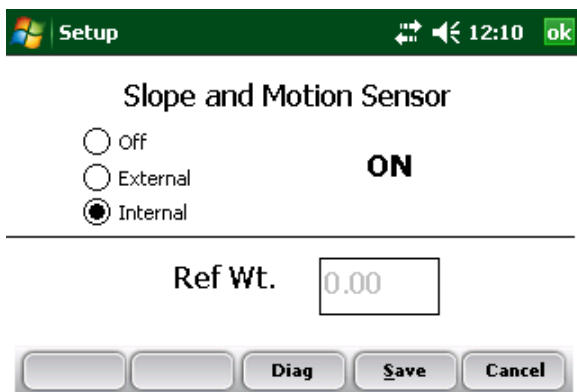 Setup 12:10 ok
Slope and Motion Sensor
Off
External
ON
Internal
Ref Wt. 0.00
Diag Save Cancel